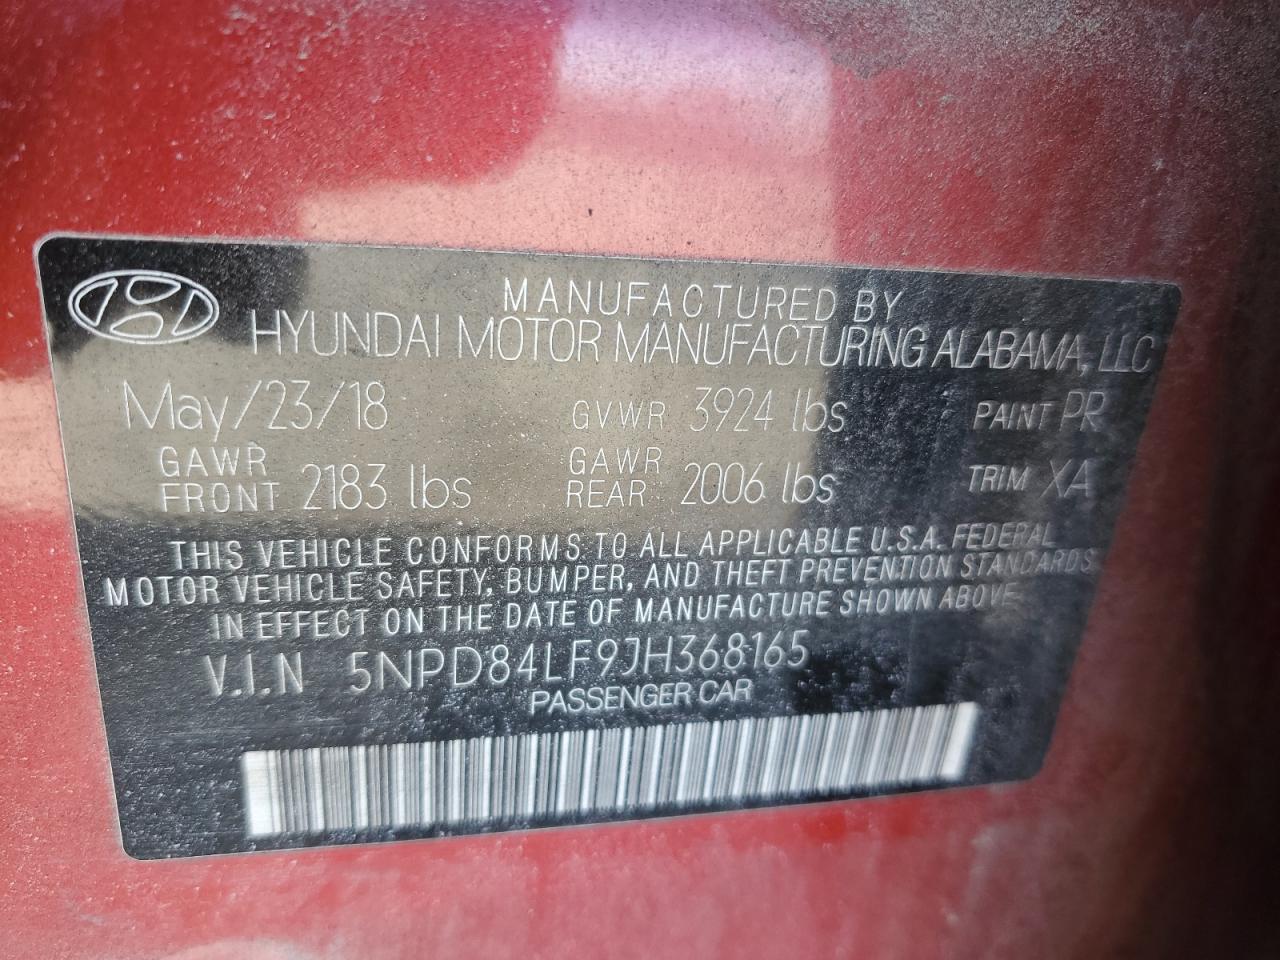 MANUFACTURED BY
HYUNDAI MOTOR MANUFACTURING ALABAMA, LLC
May/23/18 GVWR 3924 lbs PAINT PR
GAWR FRONT 2183 lbs GAWR REAR 2006 lbs TRIM XA
THIS VEHICLE CONFORMS TO ALL APPLICABLE U.S.A. FEDERAL
MOTOR VEHICLE SAFETY, BUMPER, AND THEFT PREVENTION STANDARDS
IN EFFECT ON THE DATE OF MANUFACTURE SHOWN ABOVE
V.I.N 5NPD84LF9JH368165
PASSENGER CAR